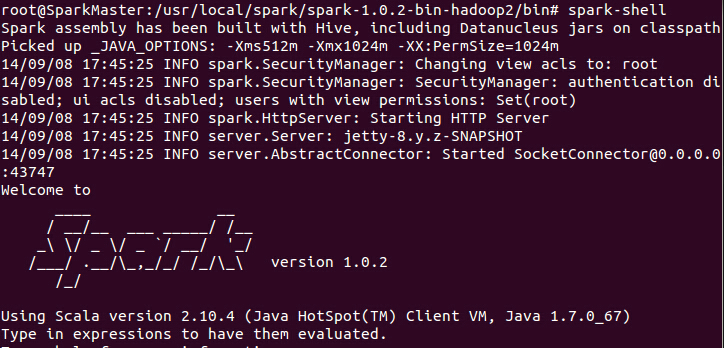 root@SparkMaster:/usr/local/spark/spark-1.0.2-bin-hadoop2/bin# spark-shell
Spark assembly has been built with Hive, including Datanucleus jars on classpath
Picked up _JAVA_OPTIONS: -Xms512m -Xmx1024m -XX:PermSize=1024m
14/09/08 17:45:25 INFO spark.SecurityManager: Changing view acls to: root
14/09/08 17:45:25 INFO spark.SecurityManager: SecurityManager: authentication di
sabled; ui acls disabled; users with view permissions: Set(root)
14/09/08 17:45:25 INFO spark.HttpServer: Starting HTTP Server
14/09/08 17:45:25 INFO server.Server: jetty-8.y.z-SNAPSHOT
14/09/08 17:45:25 INFO server.AbstractConnector: Started SocketConnector@0.0.0.0
:43747
Welcome to
      ____              __
     / __/__  ___ _____/ /__
    _\ \/ _ \/ _ `/ __/  '_/
   /___/ .__/\_,_/_/ /_/\_\   version 1.0.2
      /_/
Using Scala version 2.10.4 (Java HotSpot(TM) Client VM, Java 1.7.0_67)
Type in expressions to have them evaluated.